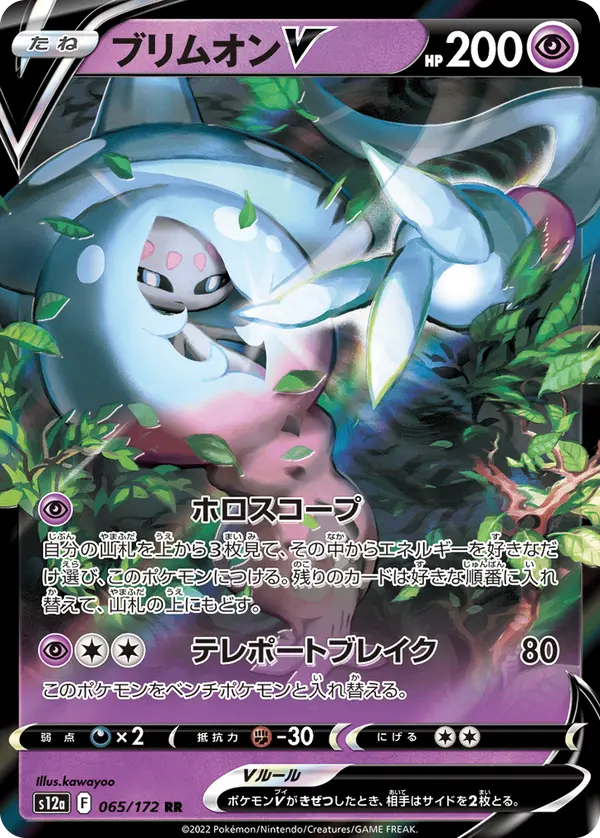 たね ブリムオンV HP200
ホロスコープ
自分の山札を上から3枚見て、その中からエネルギーを好きなだ
け選び、このポケモンにつける。残りのカードは好きな順番に入れ
替えて、山札の上にもどす。
テレポートブレイク 80
このポケモンをベンチポケモンと入れ替える。
弱点 ×2 抵抗力 -30 にげる
Illus.kawayoo
Vルール
s12a F 065/172 RR
ポケモンVがきぜつしたとき、相手はサイドを2枚とる。
©2022 Pokémon/Nintendo/Creatures/GAME FREAK.